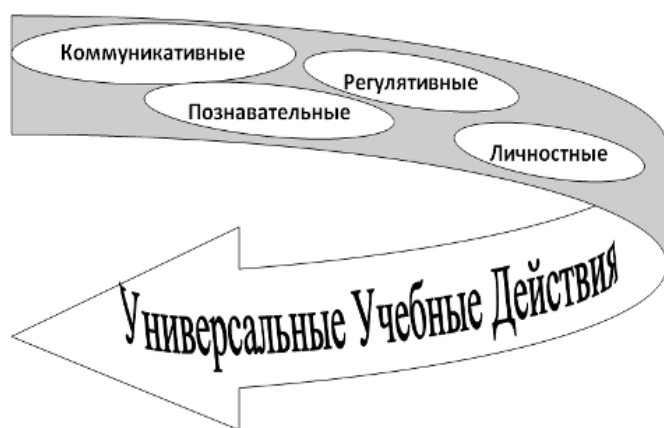 Коммуникативные
Регулятивные
Познавательные
Личностные
Универсальные Учебные Действия